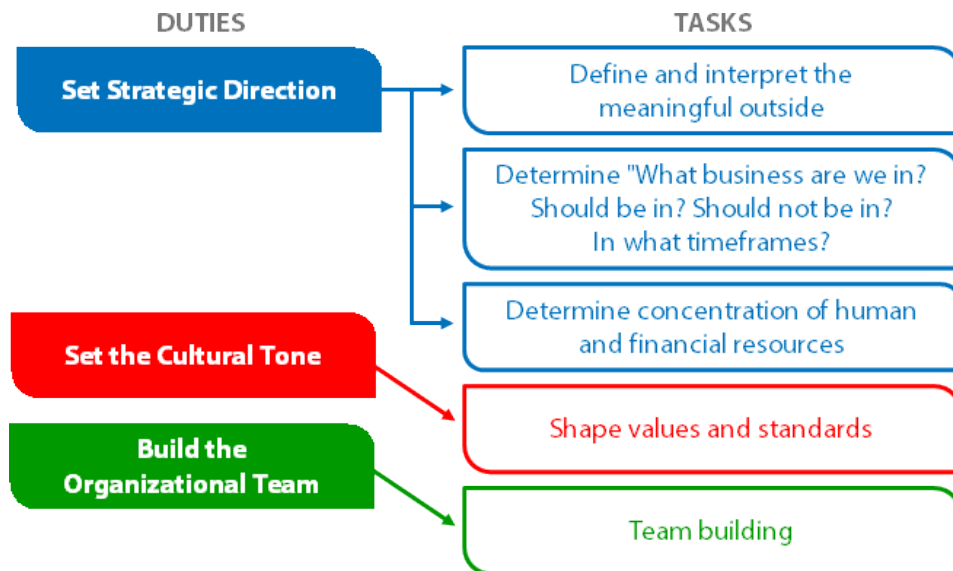 DUTIES
TASKS
Set Strategic Direction
Define and interpret the
meaningful outside
Determine "What business are we in?
Should be in? Should not be in?
In what timeframes?
Determine concentration of human
and financial resources
Set the Cultural Tone
Shape values and standards
Build the
Organizational Team
Team building